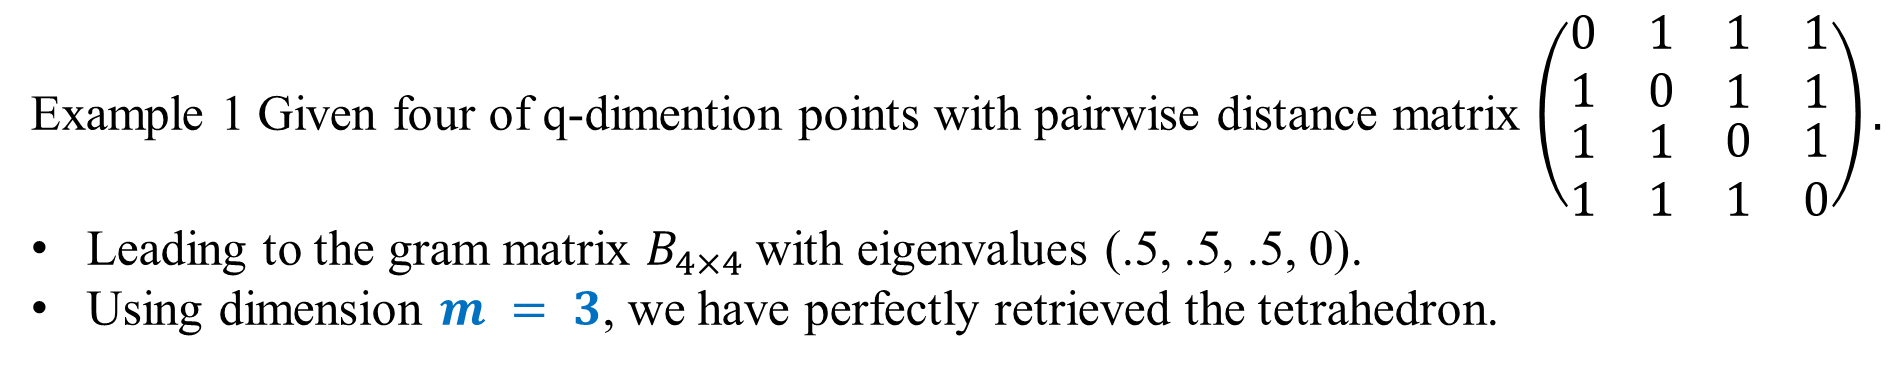 Example 1 Given four of q-dimention points with pairwise distance matrix (0 1 1 1
1 0 1 1
1 1 0 1
1 1 1 0).
• Leading to the gram matrix B₄ₓ₄ with eigenvalues (.5, .5, .5, 0).
• Using dimension m = 3, we have perfectly retrieved the tetrahedron.